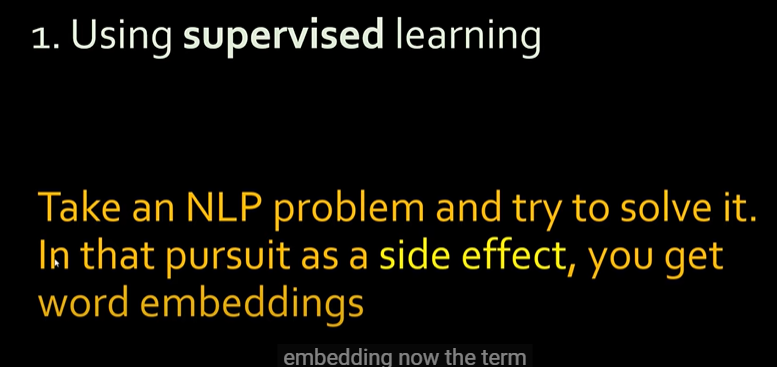 1. Using supervised learning
Take an NLP problem and try to solve it.
In that pursuit as a side effect, you get
word embeddings
embedding now the term